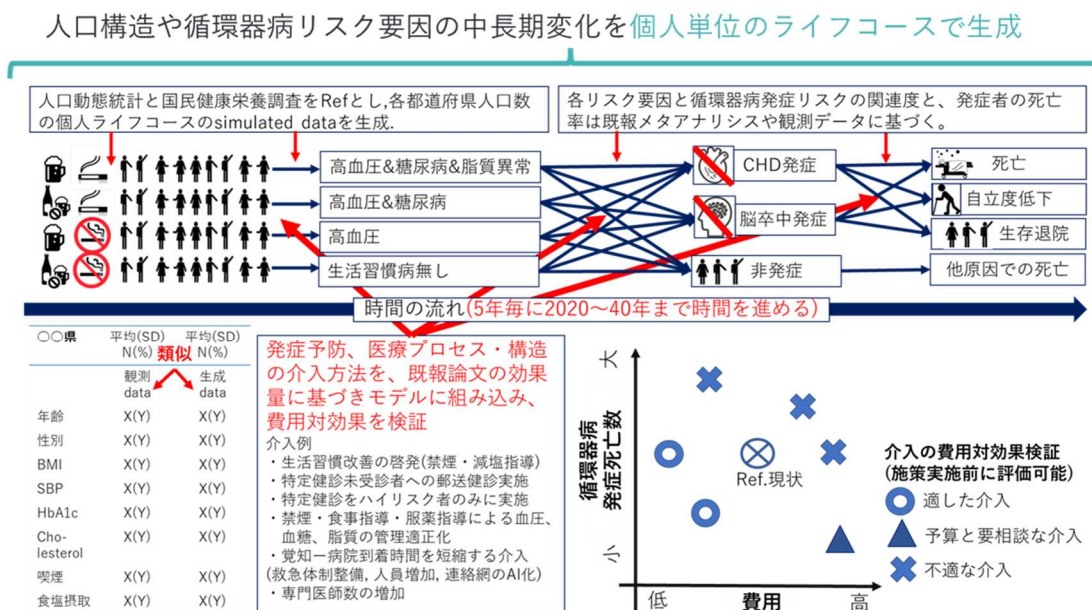 人口構造や循環器病リスク要因の中長期変化を個人単位のライフコースで生成
人口動態統計と国民健康栄養調査をRefとし,各都道府県人口数
の個人ライフコースのsimulated dataを生成.
各リスク要因と循環器病発症リスクの関連度と、発症者の死亡
率は既報メタアナリシスや観測データに基づく。
高血圧&糖尿病&脂質異常
高血圧&糖尿病
高血圧
生活習慣病無し
CHD発症
脳卒中発症
非発症
死亡
自立度低下
生存退院
他原因での死亡
時間の流れ(5年毎に2020～40年まで時間を進める)
〇〇県 平均(SD) 平均(SD)
N(%) 類似 N(%)
観測 生成
data data
年齢 X(Y) X(Y)
性別 X(Y) X(Y)
BMI X(Y) X(Y)
SBP X(Y) X(Y)
HbA1c X(Y) X(Y)
Cho- X(Y) X(Y)
lesterol
喫煙 X(Y) X(Y)
食塩摂取 X(Y) X(Y)
発症予防、医療プロセス・構造
の介入方法を、既報論文の効果
量に基づきモデルに組み込み、
費用対効果を検証
介入例
・生活習慣改善の啓発(禁煙・減塩指導)
・特定健診未受診者への郵送健診実施
・特定健診をハイリスク者のみに実施
・禁煙・食事指導・服薬指導による血圧、
血糖、脂質の管理適正化
・覚知ー病院到着時間を短縮する介入
(救急体制整備, 人員増加, 連絡網のAI化)
・専門医師数の増加
大
循環器病
発症死亡数
小
Ref.現状
低 費用 高
介入の費用対効果検証
(施策実施前に評価可能)
適した介入
予算と要相談な介入
不適な介入